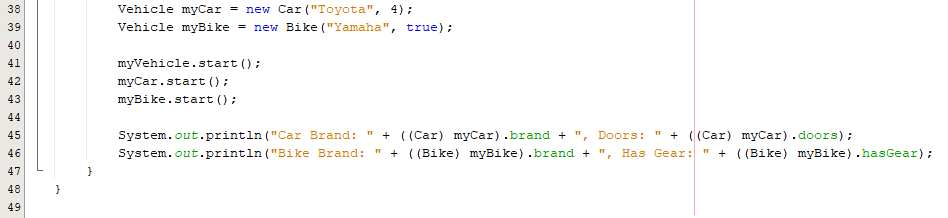 38 Vehicle myCar = new Car("Toyota", 4);
39 Vehicle myBike = new Bike("Yamaha", true);
40
41 myVehicle.start();
42 myCar.start();
43 myBike.start();
44
45 System.out.println("Car Brand: " + ((Car) myCar).brand + ", Doors: " + ((Car) myCar).doors);
46 System.out.println("Bike Brand: " + ((Bike) myBike).brand + ", Has Gear: " + ((Bike) myBike).hasGear);
47 }
48 }
49